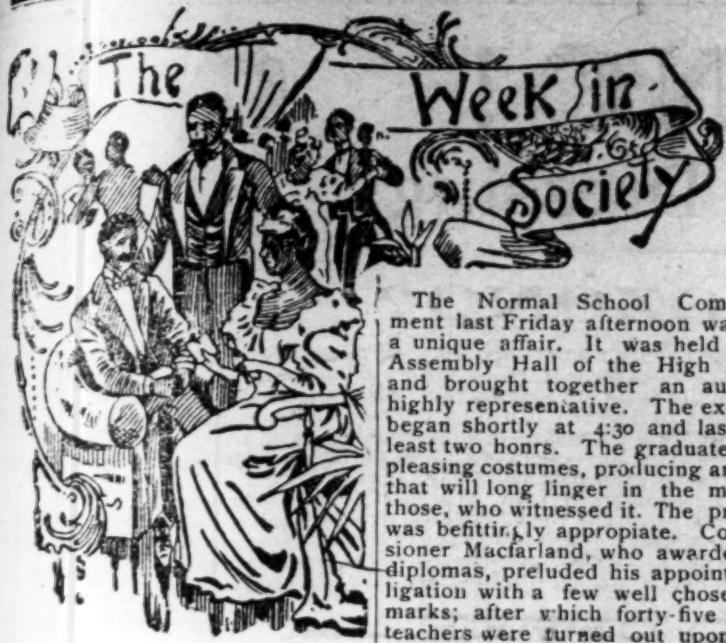 The Week in
Society
The Normal School Com
ment last Friday afternoon wa
a unique affair. It was held
Assembly Hall of the High
and brought together an au
highly representative. The ex
began shortly at 4:30 and las
least two honrs. The graduate
pleasing costumes, producing a
that will long linger in the m
those, who witnessed it. The pr
was befittingly appropiate. Co
sioner Macfarland, who awarde
diplomas, preluded his appoint
ligation with a few well chose
marks; after which forty-five
teachers were turned out upo